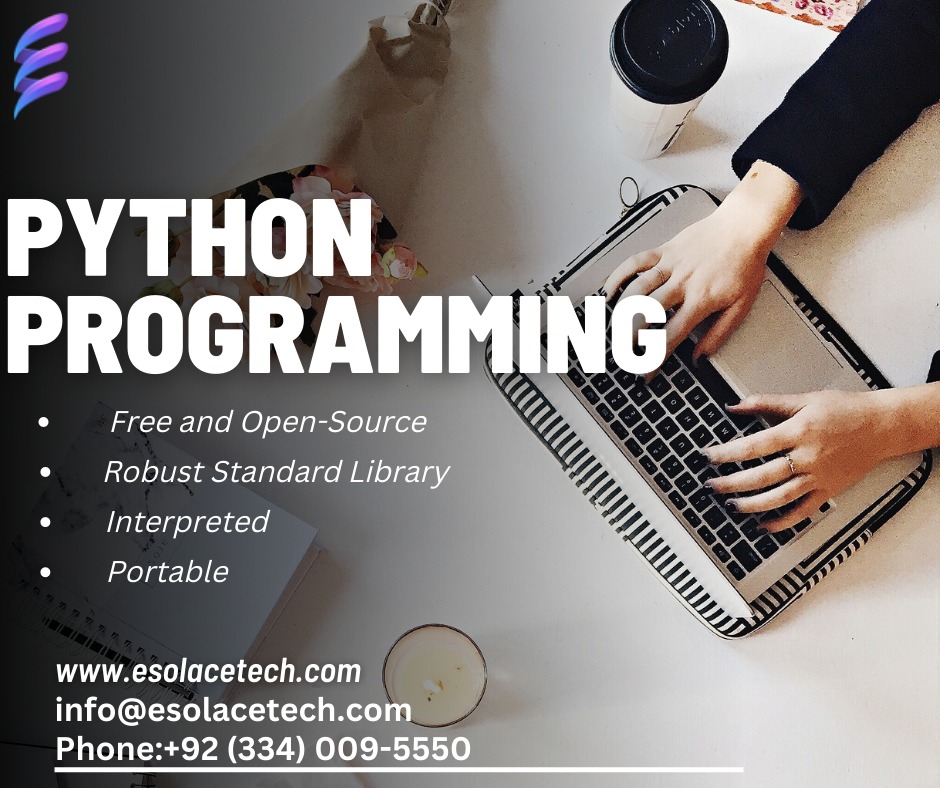 PYTHON
PROGRAMMING
• Free and Open-Source
• Robust Standard Library
• Interpreted
• Portable
www.esolacetech.com
info@esolacetech.com
Phone:+92 (334) 009-5550